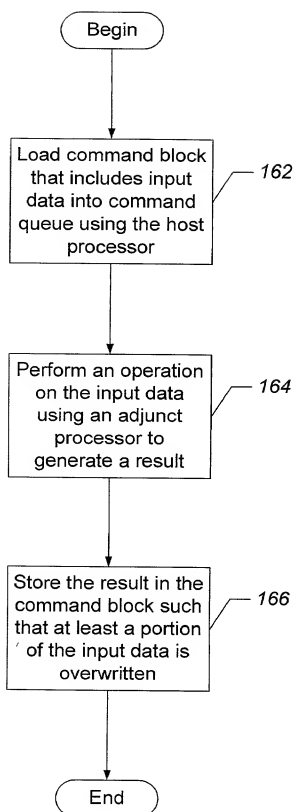 Begin
Load command block
that includes input
data into command
queue using the host
processor
162
Perform an operation
on the input data
using an adjunct
processor to
generate a result
164
Store the result in the
command block such
that at least a portion
of the input data is
overwritten
166
End